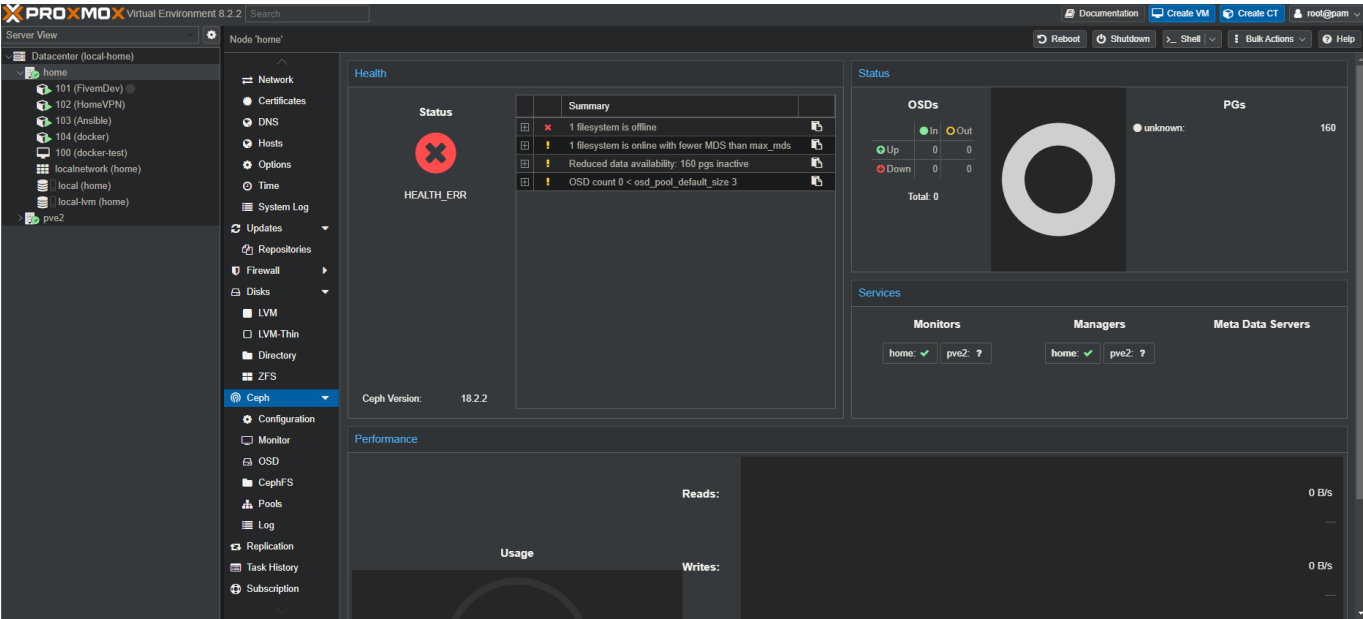 PROXMOX Virtual Environment 8.2.2 Search
Documentation Create VM Create CT root@pam
Server View
Datacenter (local-home)
home
101 (FivemDev)
102 (HomeVPN)
103 (Ansible)
104 (docker)
100 (docker-test)
localnetwork (home)
local (home)
local-lvm (home)
pve2
Node 'home'
Reboot Shutdown >_ Shell Bulk Actions Help
Network
Certificates
DNS
Hosts
Options
Time
System Log
Updates
Repositories
Firewall
Disks
LVM
LVM-Thin
Directory
ZFS
Ceph
Configuration
Monitor
OSD
CephFS
Pools
Log
Replication
Task History
Subscription
Health
Status
HEALTH_ERR
Summary
1 filesystem is offline
1 filesystem is online with fewer MDS than max_mds
Reduced data availability: 160 pgs inactive
OSD count 0 < osd_pool_default_size 3
Ceph Version: 18.2.2
Status
OSDs
In Out
Up 0 0
Down 0 0
Total: 0
PGs
unknown: 160
Services
Monitors Managers Meta Data Servers
home: pve2: ? home: pve2: ?
Performance
Usage
Reads: 0 B/s
Writes: 0 B/s